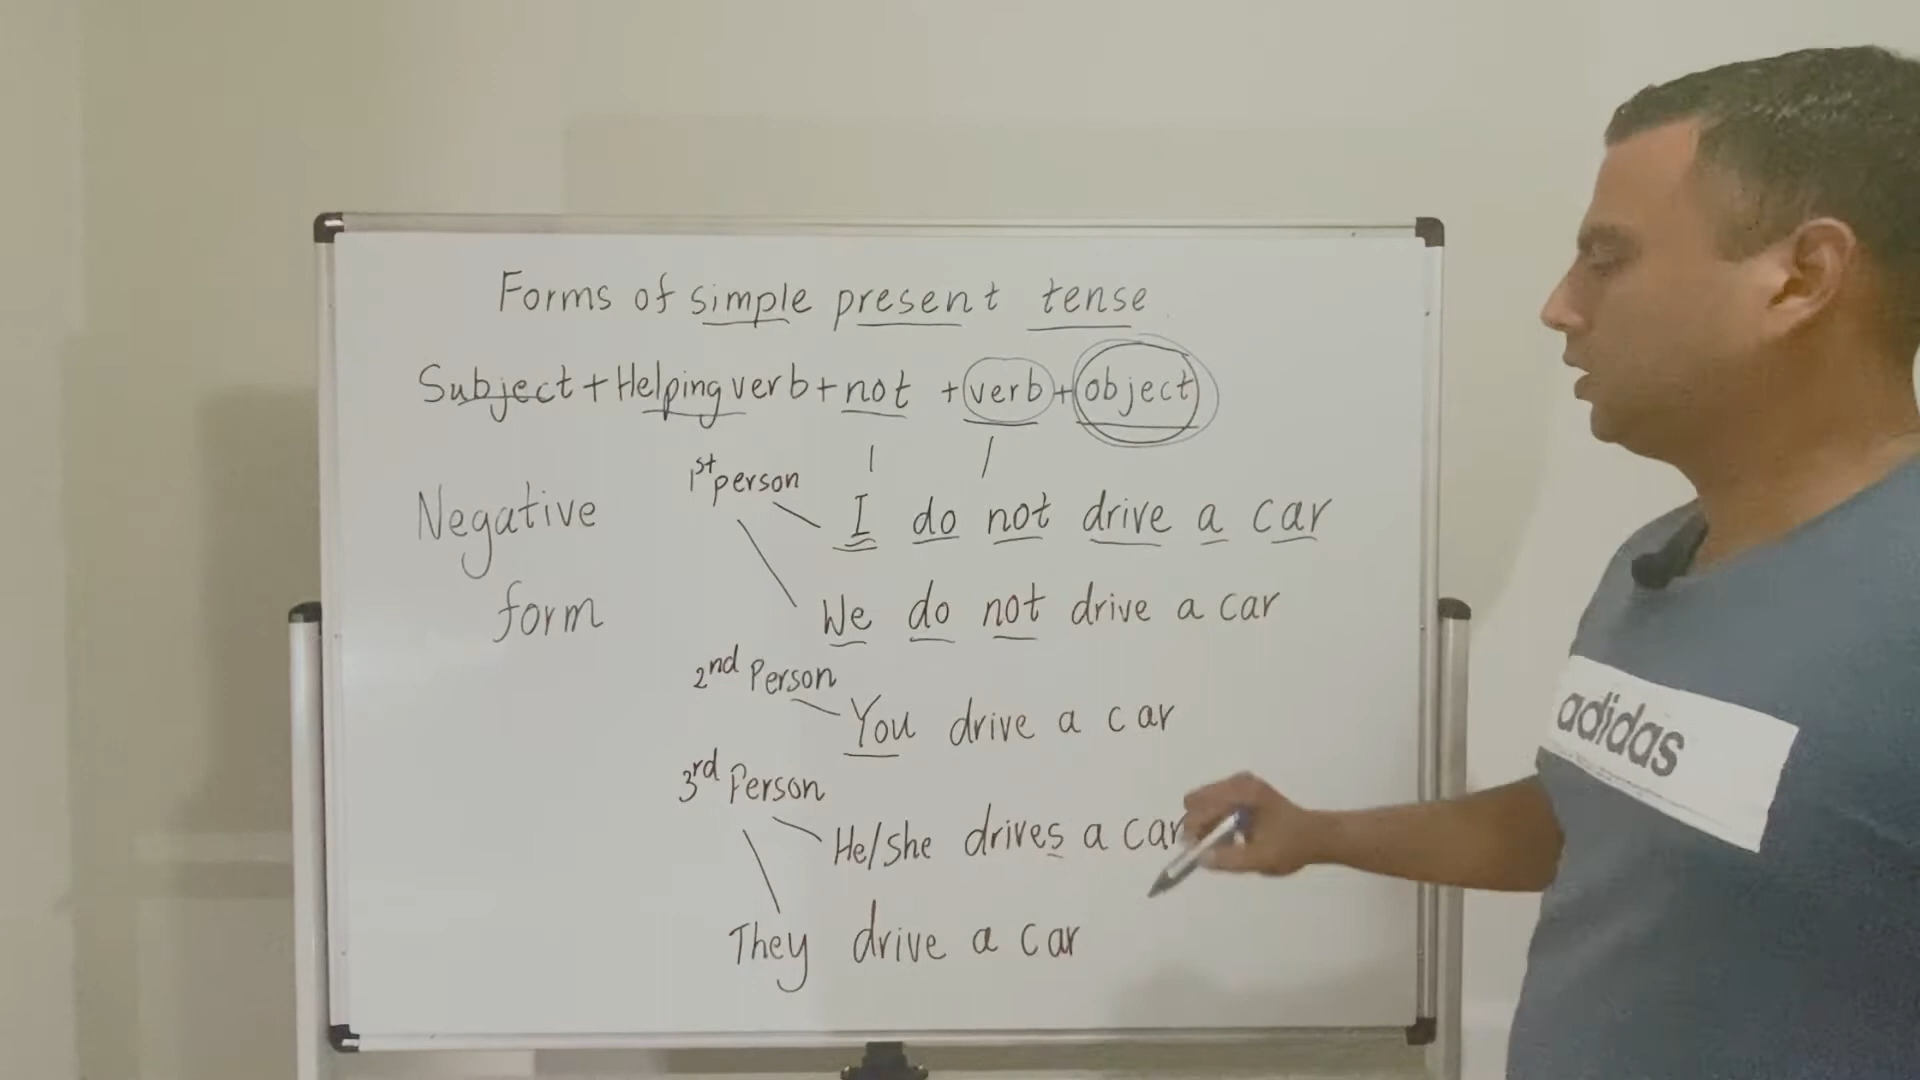 Forms of simple present tense
Subject + Helping verb + not + verb + object
1st person
Negative form
I do not drive a car
We do not drive a car
2nd Person
You drive a car
3rd Person
He/She drives a car
They drive a car
adidas